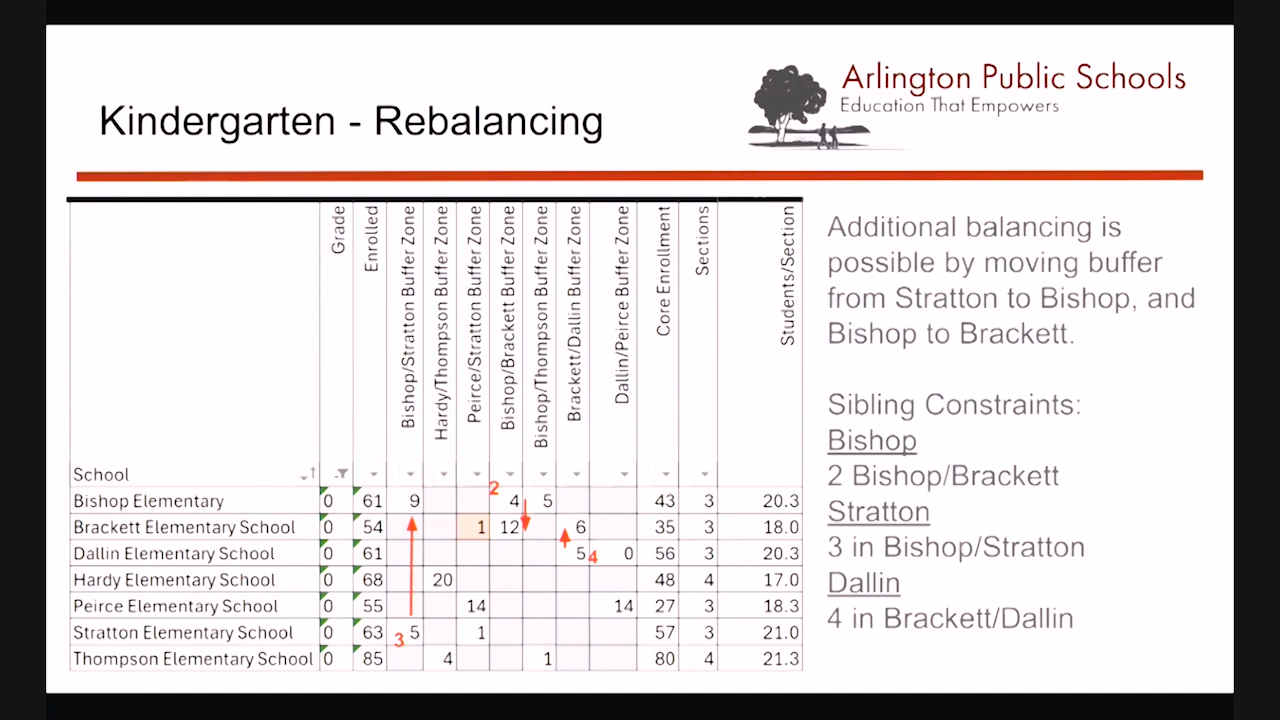 Arlington Public Schools
Education That Empowers
Kindergarten - Rebalancing
School Grade Enrolled Bishop/Stratton Buffer Zone Hardy/Thompson Buffer Zone Peirce/Stratton Buffer Zone Bishop/Brackett Buffer Zone Bishop/Thompson Buffer Zone Brackett/Dallin Buffer Zone Dallin/Peirce Buffer Zone Core Enrollment Sections Students/Section
2
Bishop Elementary 0 61 9 4 5 43 3 20.3
Brackett Elementary School 0 54 1 12 6 35 3 18.0
Dallin Elementary School 0 61 5 4 0 56 3 20.3
Hardy Elementary School 0 68 20 48 4 17.0
Peirce Elementary School 0 55 14 14 27 3 18.3
Stratton Elementary School 0 63 3 5 1 57 3 21.0
Thompson Elementary School 0 85 4 1 80 4 21.3
Additional balancing is
possible by moving buffer
from Stratton to Bishop, and
Bishop to Brackett.
Sibling Constraints:
Bishop
2 Bishop/Brackett
Stratton
3 in Bishop/Stratton
Dallin
4 in Brackett/Dallin